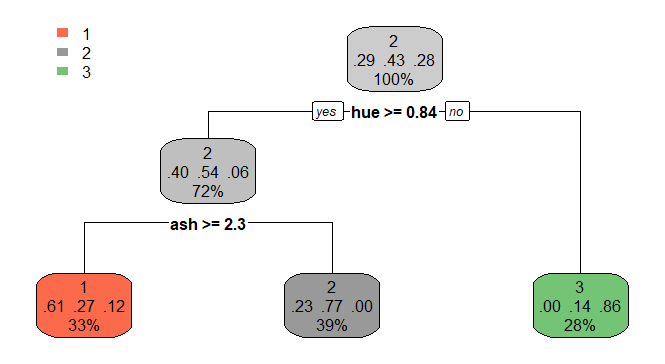 1
2
3
2
.29 .43 .28
100%
yes hue >= 0.84 no
2
.40 .54 .06
72%
ash >= 2.3
1
.61 .27 .12
33%
2
.23 .77 .00
39%
3
.00 .14 .86
28%